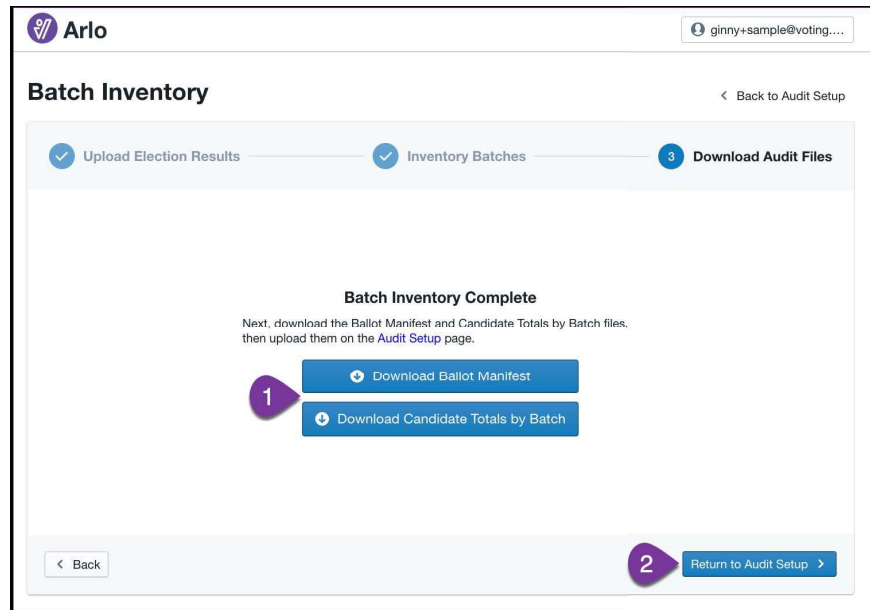 Arlo
ginny+sample@voting....
Batch Inventory
Back to Audit Setup
Upload Election Results
Inventory Batches
3 Download Audit Files
Batch Inventory Complete
Next, download the Ballot Manifest and Candidate Totals by Batch files,
then upload them on the Audit Setup page.
Download Ballot Manifest
1
Download Candidate Totals by Batch
Back
2
Return to Audit Setup